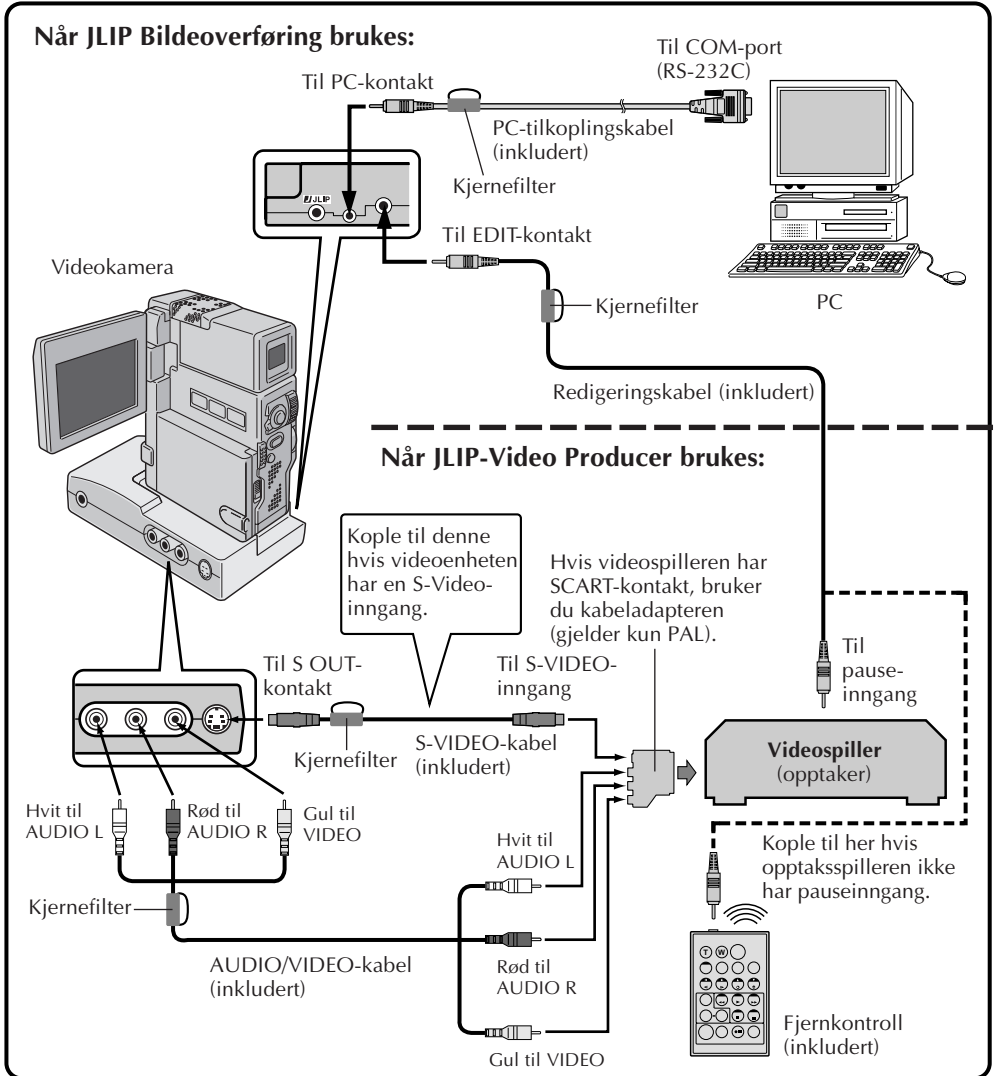 Når JLIP Bildeoverføring brukes:
Til COM-port
(RS-232C)
Til PC-kontakt
PC-tilkoplingskabel
(inkludert)
Kjernefilter
JLIP
Til EDIT-kontakt
Videokamera
Kjernefilter
PC
Redigeringskabel (inkludert)
Når JLIP-Video Producer brukes:
Kople til denne
hvis videoenheten
har en S-Video-
inngang.
Hvis videospilleren har
SCART-kontakt, bruker
du kabeladapteren
(gjelder kun PAL).
Til S OUT-
kontakt
Til S-VIDEO-
inngang
Til
pause-
inngang
Kjernefilter
S-VIDEO-kabel
(inkludert)
Videospiller
(opptaker)
Hvit til
AUDIO L
Rød til
AUDIO R
Gul til
VIDEO
Hvit til
AUDIO L
Kople til her hvis
opptaksspilleren ikke
har pauseinngang.
Kjernefilter
AUDIO/VIDEO-kabel
(inkludert)
Rød til
AUDIO R
T W
Gul til VIDEO
Fjernkontroll
(inkludert)